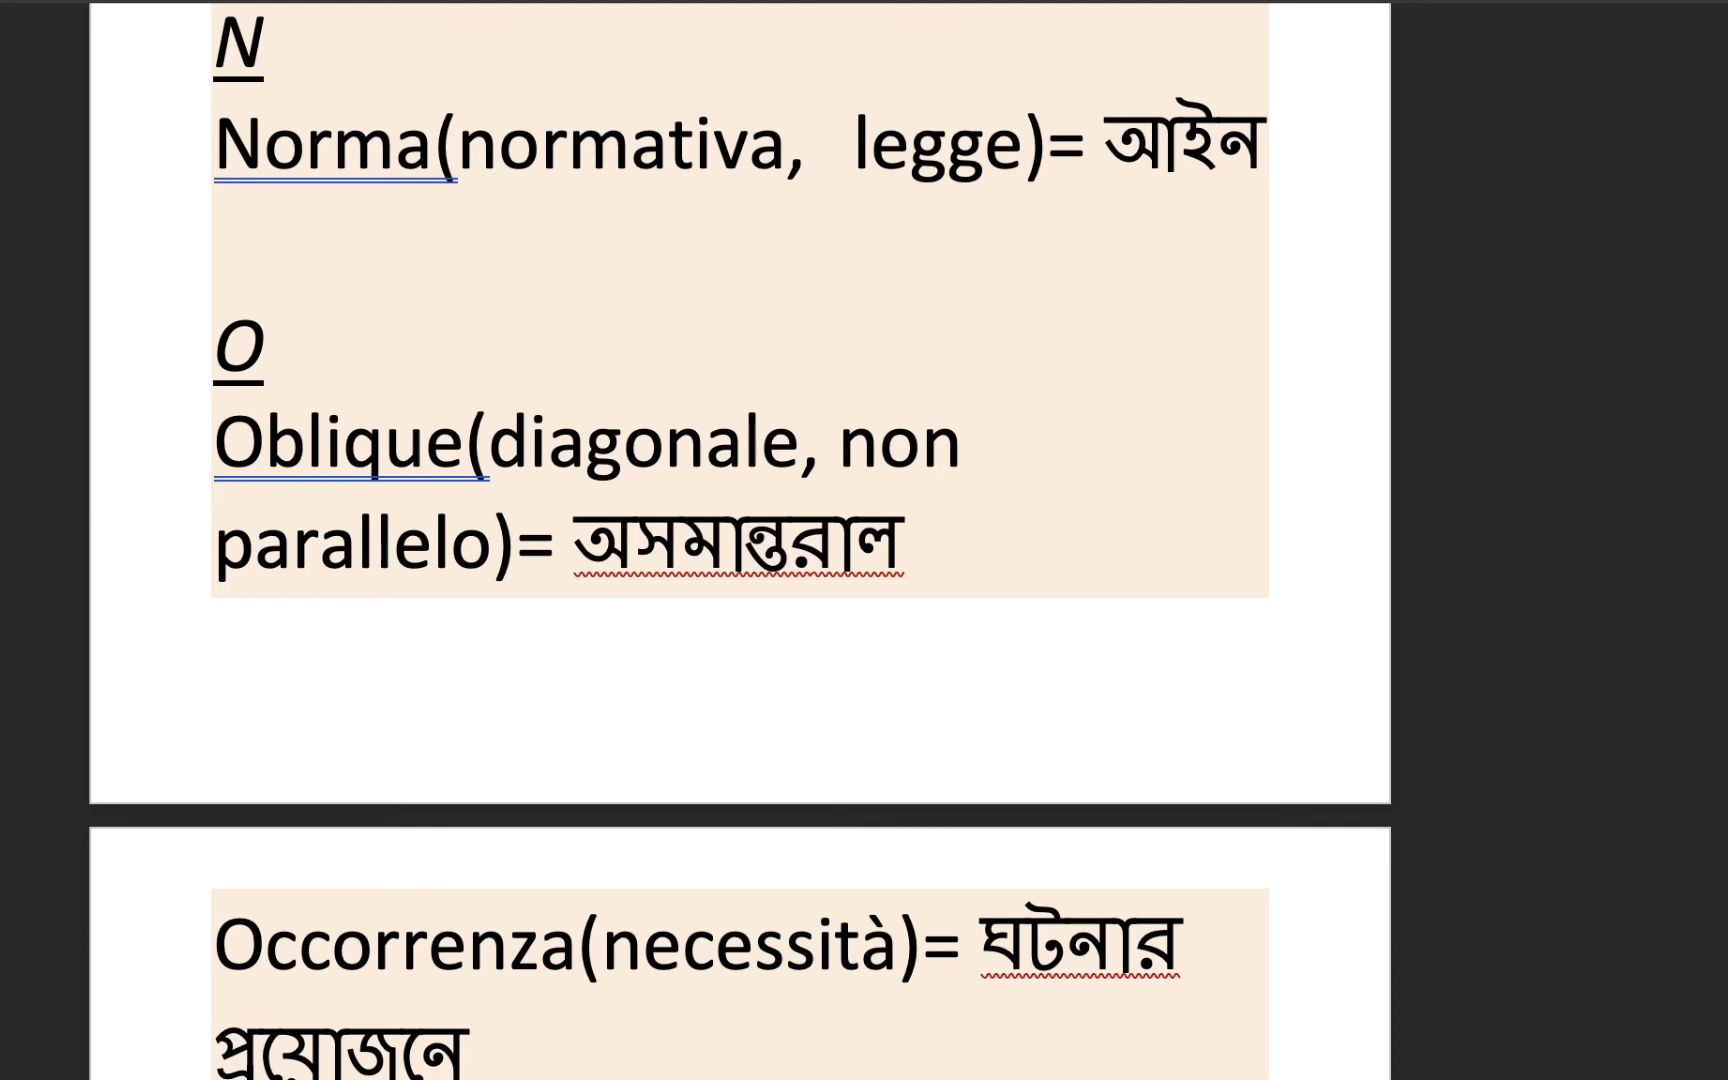 N
Norma(normativa, legge)= আইন
O
Oblique(diagonale, non
parallelo)= অসমান্তরাল
Occorrenza(necessità)= ঘটনার
প্রয়োজনে